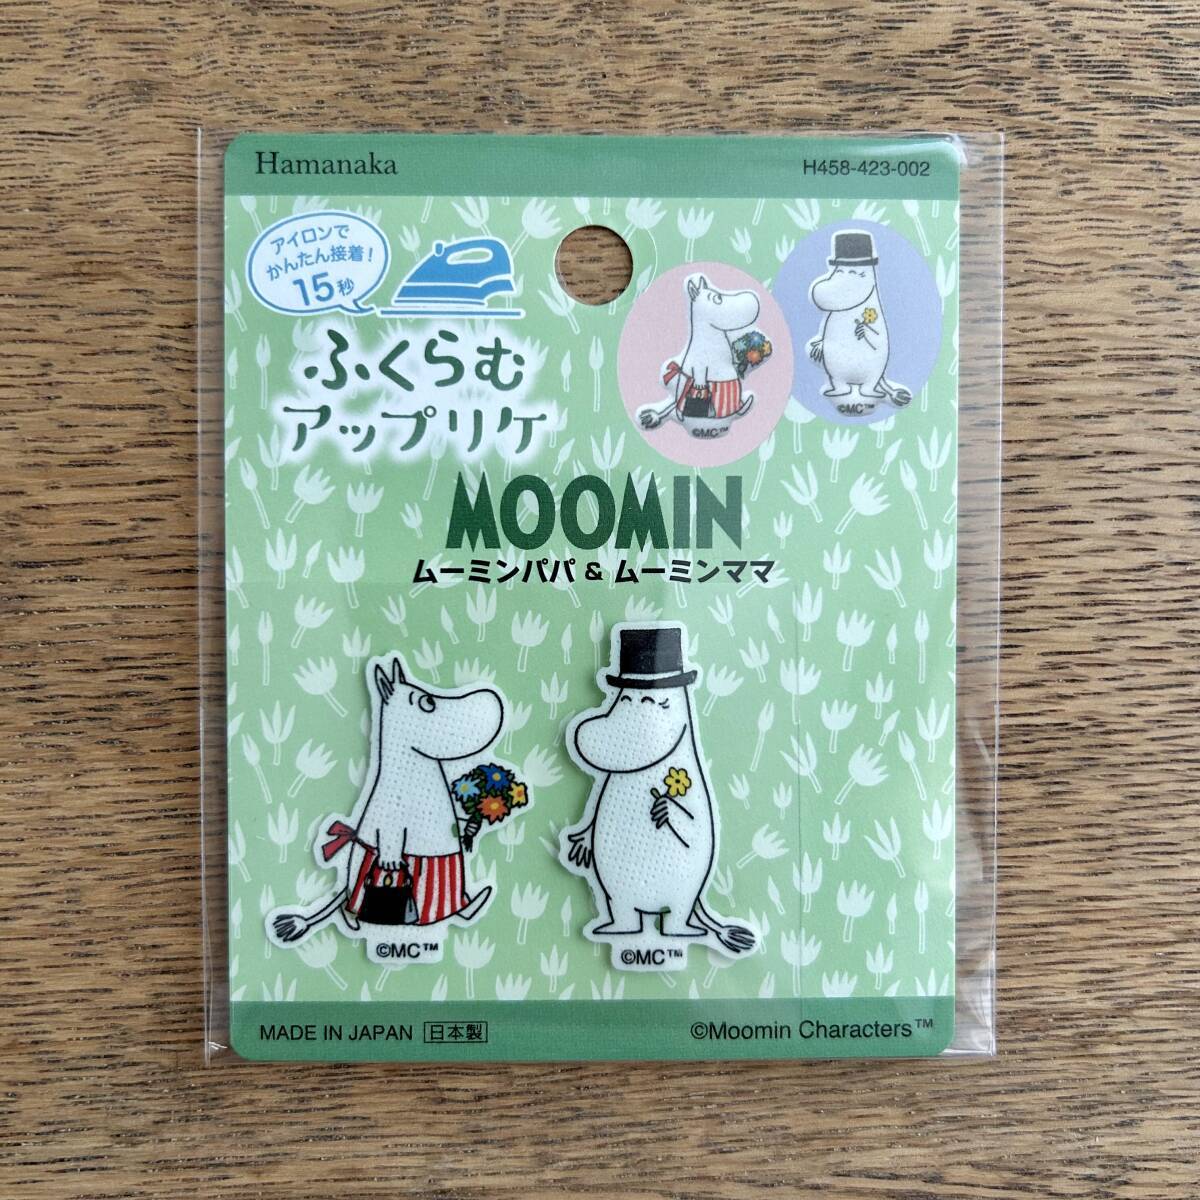 Hamanaka
H458-423-002
アイロンで
かんたん接着!
15秒
ふくらむ
アップリケ
©MC™
©MC™
MOOMIN
ムーミンパパ & ムーミンママ
©MC™
©MC™
MADE IN JAPAN 日本製
©Moomin Characters™